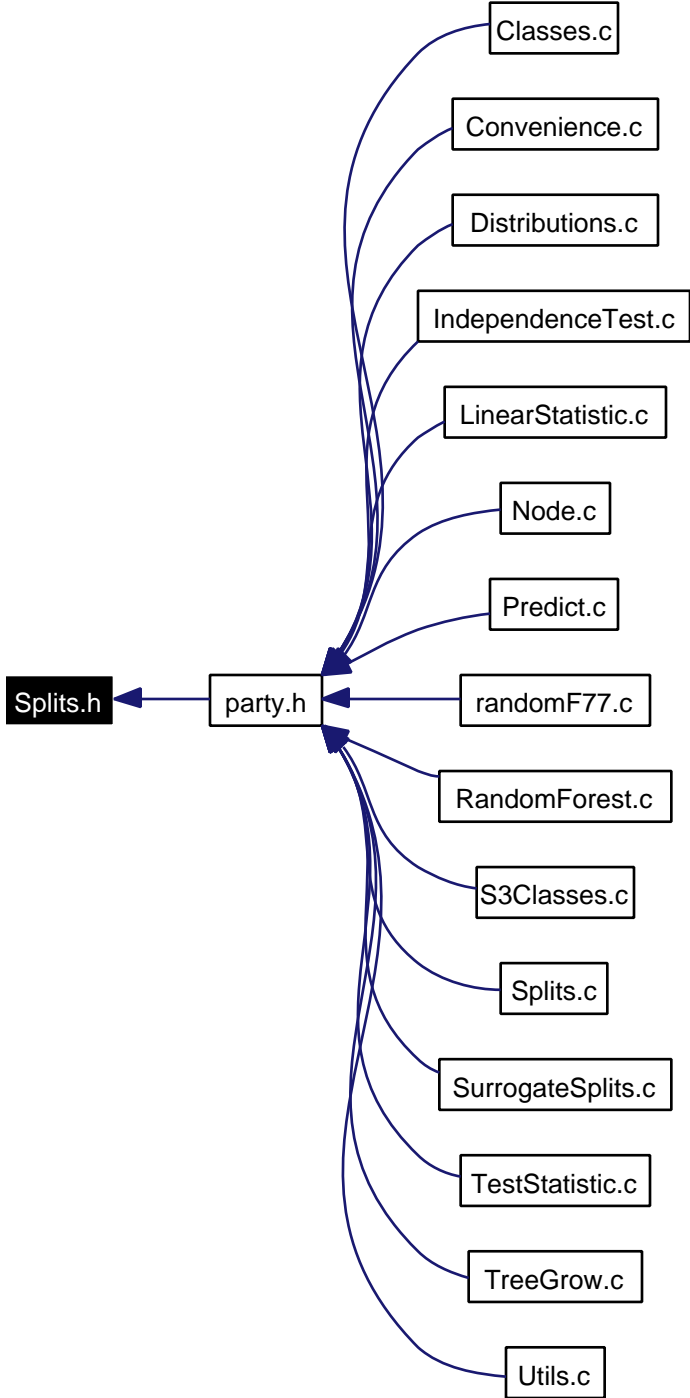 Classes.c
Convenience.c
Distributions.c
IndependenceTest.c
LinearStatistic.c
Node.c
Predict.c
Splits.h
party.h
randomF77.c
RandomForest.c
S3Classes.c
Splits.c
SurrogateSplits.c
TestStatistic.c
TreeGrow.c
Utils.c